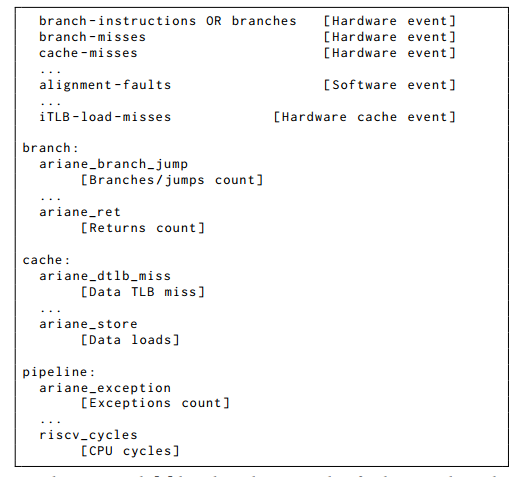 branch-instructions OR branches [Hardware event]
branch-misses [Hardware event]
cache-misses [Hardware event]
...
alignment-faults [Software event]
...
iTLB-load-misses [Hardware cache event]
branch:
ariane_branch_jump
[Branches/jumps count]
...
ariane_ret
[Returns count]
cache:
ariane_dtlb_miss
[Data TLB miss]
...
ariane_store
[Data loads]
pipeline:
ariane_exception
[Exceptions count]
...
riscv_cycles
[CPU cycles]